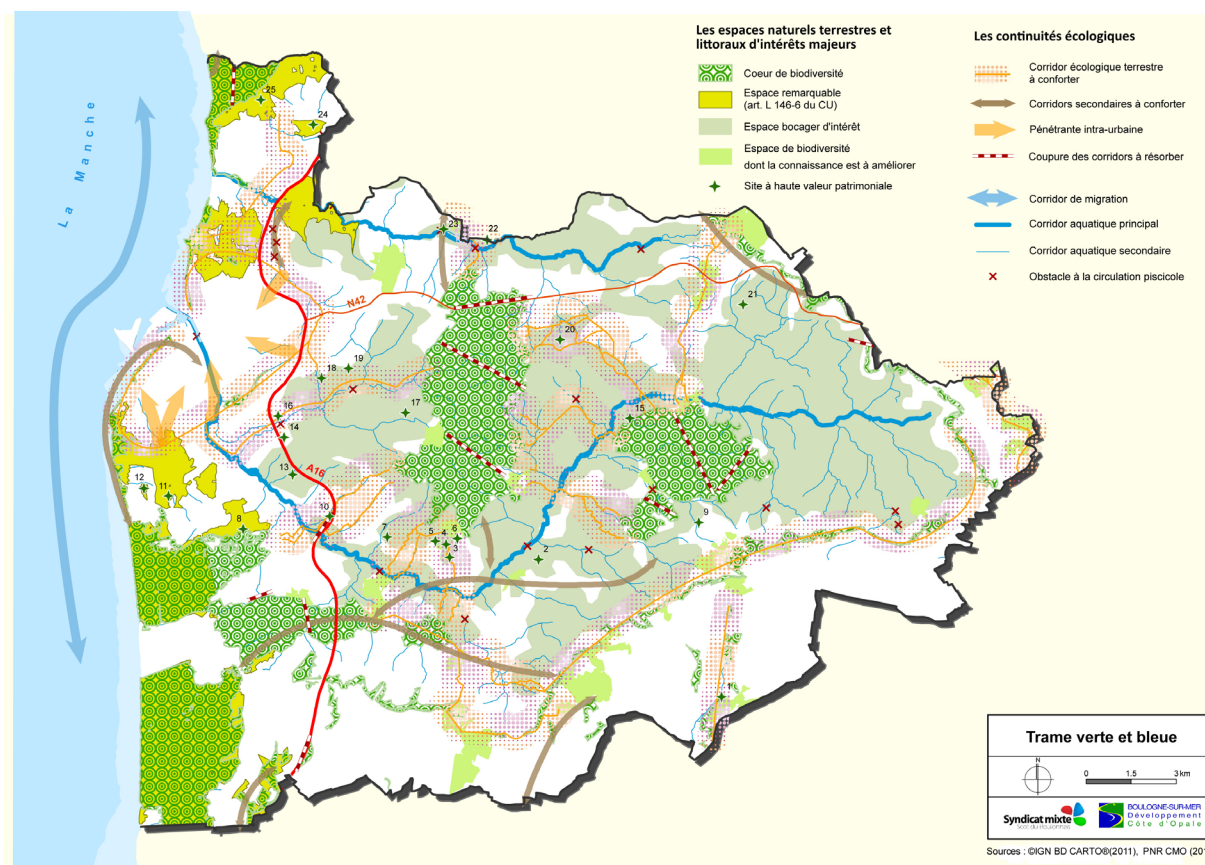 Les espaces naturels terrestres et
littoraux d'intérêts majeurs
Coeur de biodiversité
Espace remarquable
(art. L 146-6 du CU)
Espace bocager d'intérêt
Espace de biodiversité
dont la connaissance est à améliorer
Site à haute valeur patrimoniale
Les continuités écologiques
Corridor écologique terrestre
à conforter
Corridors secondaires à conforter
Pénétrante intra-urbaine
Coupure des corridors à résorber
Corridor de migration
Corridor aquatique principal
Corridor aquatique secondaire
Obstacle à la circulation piscicole
La Manche
25
24
23
22
21
N42
20
19
18
17
16
15
14
A16
13
12
11
10
9
8
7
5 4 6
3
2
1
Trame verte et bleue
N
0 1.5 3 km
Syndicat mixte
Scot du Boulonnais
BOULOGNE-SUR-MER
Développement
Côte d'Opale
Sources : ©IGN BD CARTO®(2011), PNR CMO (201